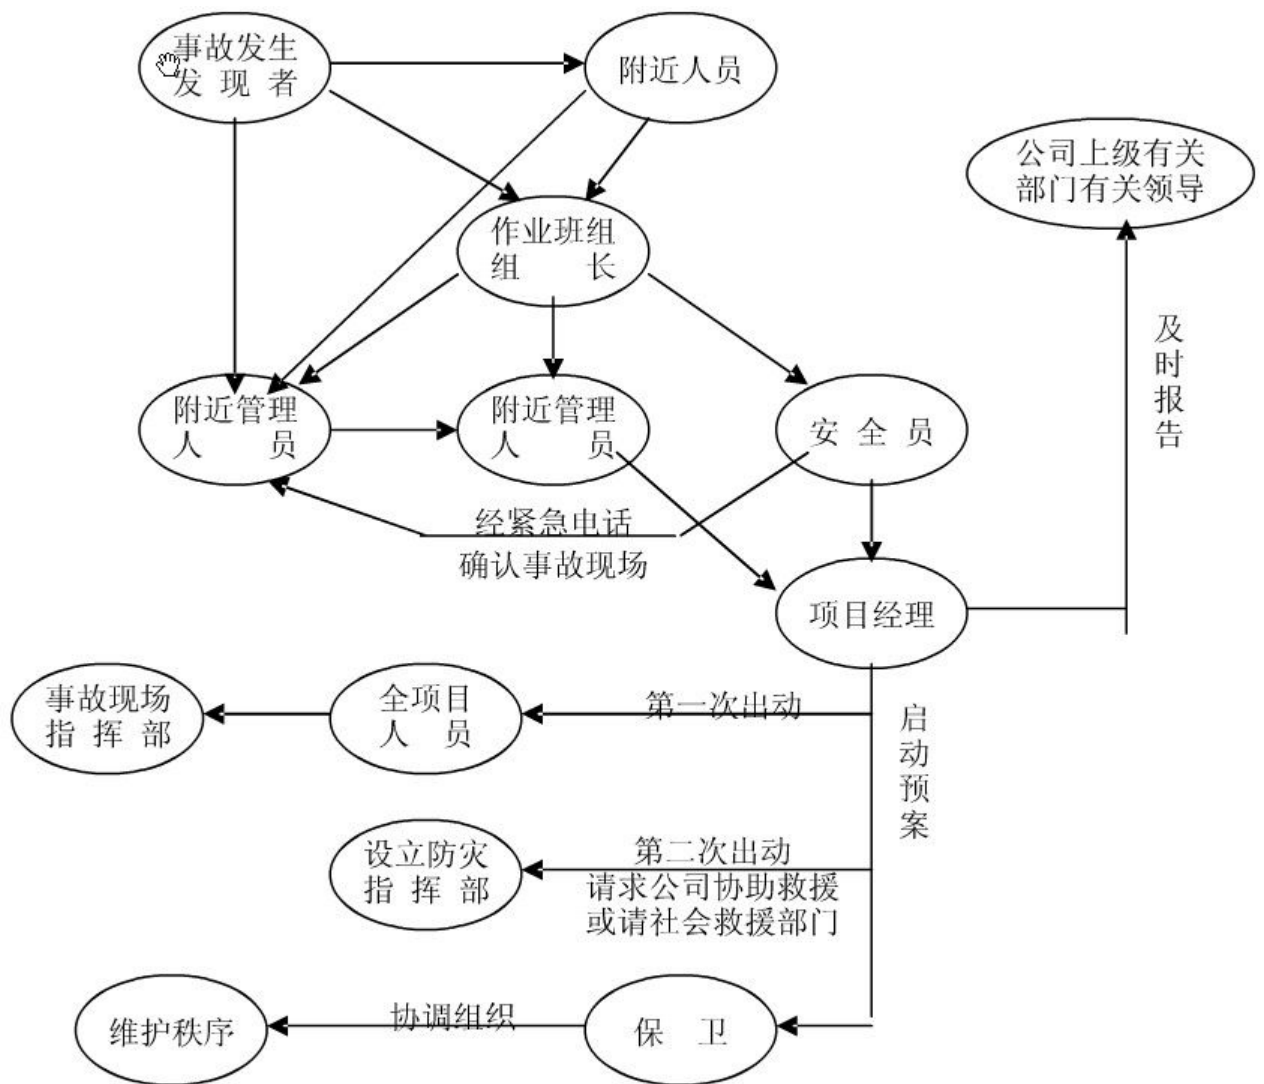 事故发生
发现者
附近人员
公司上级有关
部门有关领导
作业班组
组长
及时报告
附近管理
人员
附近管理
人员
安全员
经紧急电话
确认事故现场
项目经理
事故现场
指挥部
全项目
人员
第一次出动
启动预案
设立防灾
指挥部
第二次出动
请求公司协助救援
或请社会救援部门
维护秩序
协调组织
保卫